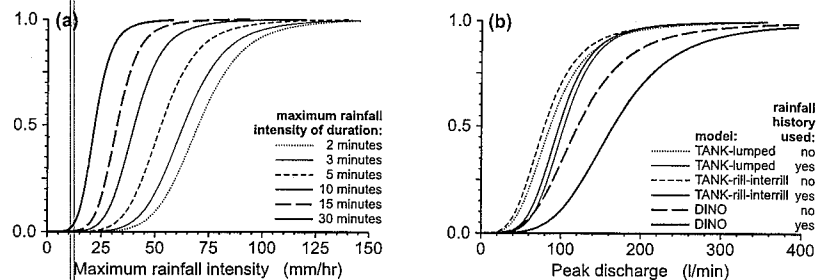 (a)
1.0
0.5
0.0
0 25 50 75 100 125 150
Maximum rainfall intensity (mm/hr)
maximum rainfall
intensity of duration:
2 minutes
3 minutes
5 minutes
10 minutes
15 minutes
30 minutes
(b)
1.0
0.5
0.0
0 100 200 300 400
Peak discharge (l/min)
rainfall
history
model: used:
TANK-lumped no
TANK-lumped yes
TANK-rill-interrill no
TANK-rill-interrill yes
DINO no
DINO yes